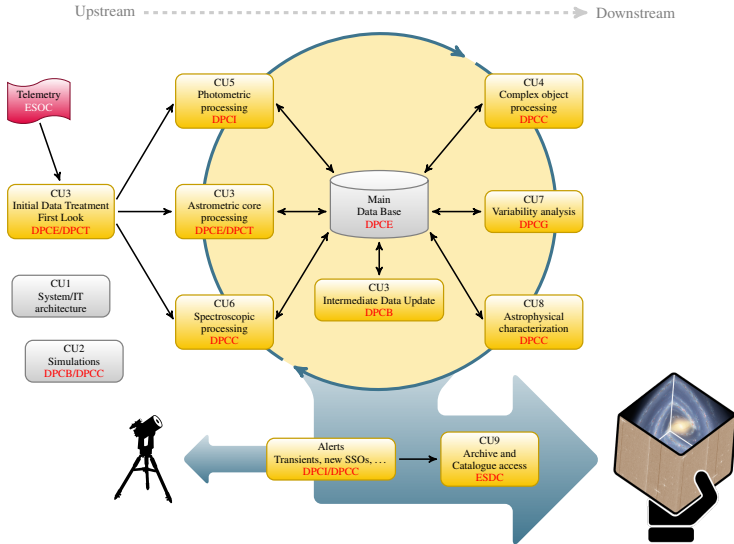 Upstream
Downstream
Telemetry
ESOC
CU5
Photometric
processing
DPCI
CU4
Complex object
processing
DPCC
CU3
Initial Data Treatment
First Look
DPCE/DPCT
CU3
Astrometric core
processing
DPCE/DPCT
Main
Data Base
DPCE
CU7
Variability analysis
DPCG
CU1
System/IT
architecture
CU6
Spectroscopic
processing
DPCC
CU3
Intermediate Data Update
DPCB
CU8
Astrophysical
characterization
DPCC
CU2
Simulations
DPCB/DPCC
Alerts
Transients, new SSOs, ...
DPCI/DPCC
CU9
Archive and
Catalogue access
ESDC